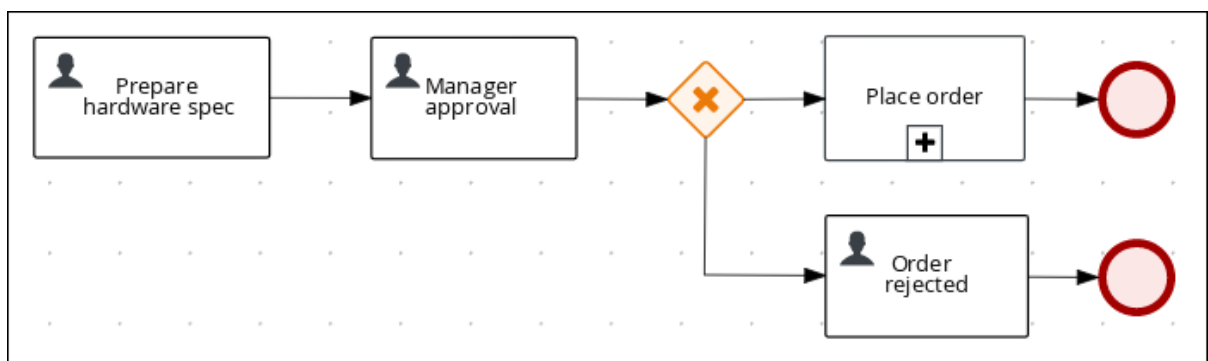 Prepare
hardware spec
Manager
approval
Place order
Order
rejected